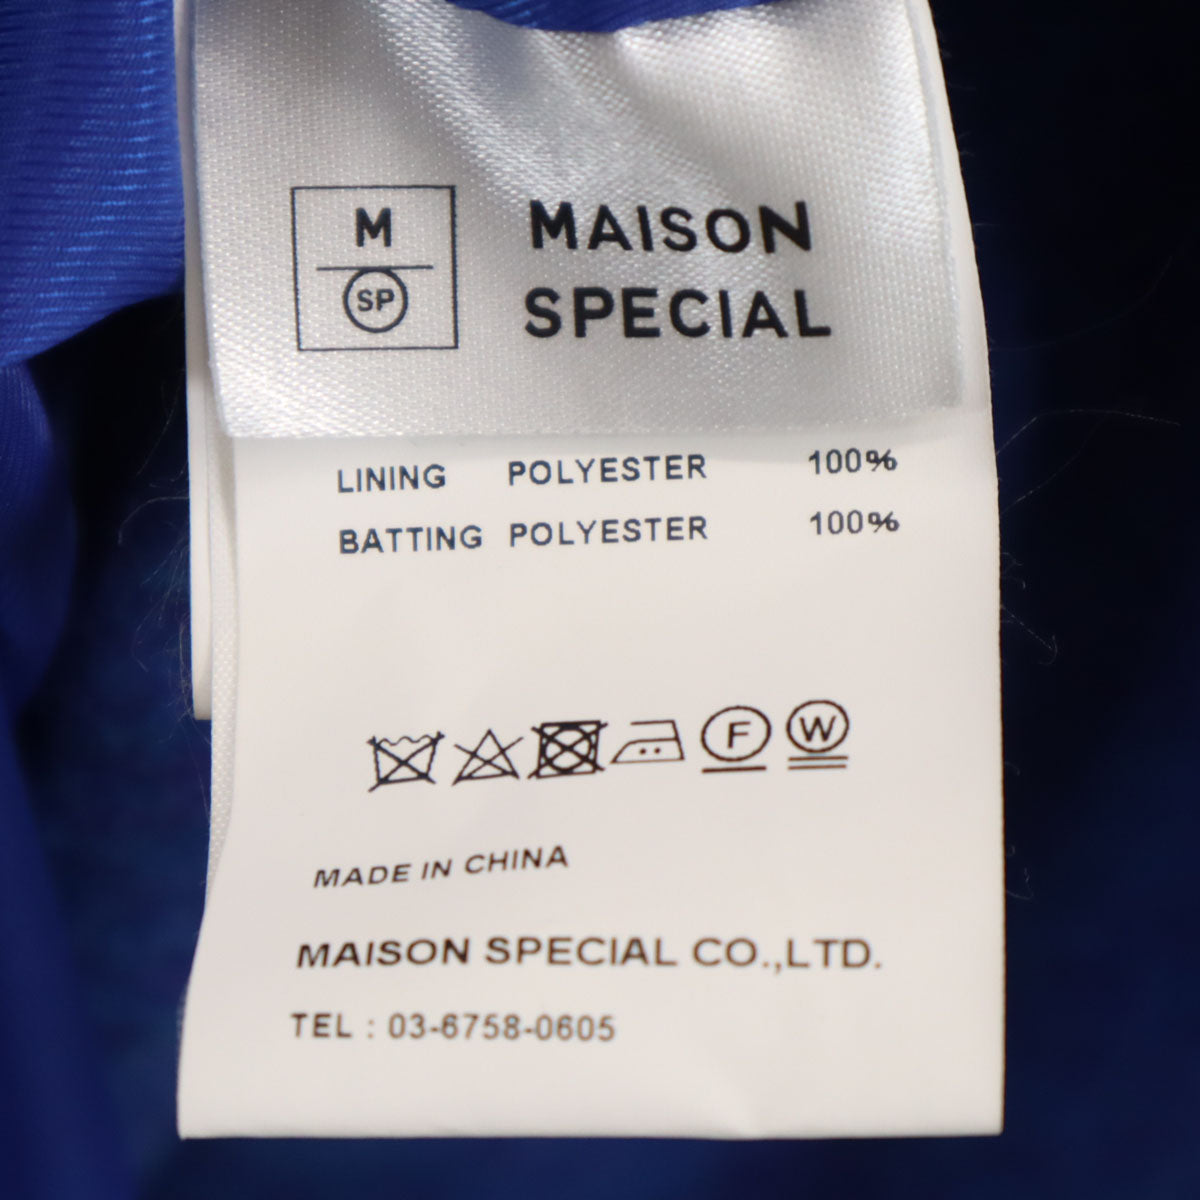 M
SP
MAISON
SPECIAL
LINING POLYESTER 100%
BATTING POLYESTER 100%
F W
MADE IN CHINA
MAISON SPECIAL CO.,LTD.
TEL : 03-6758-0605